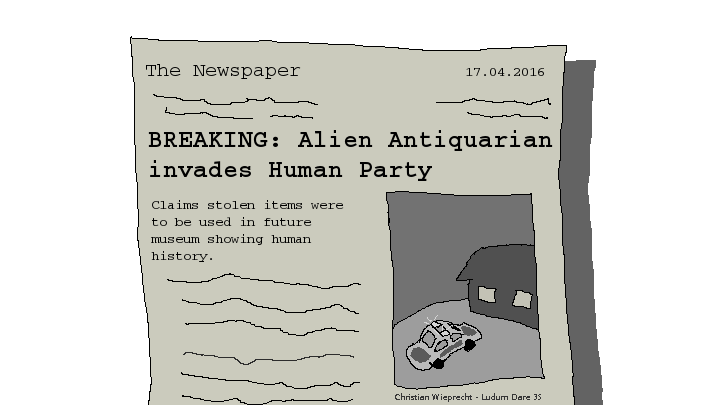 The Newspaper
17.04.2016
BREAKING: Alien Antiquarian
invades Human Party
Claims stolen items were
to be used in future
museum showing human
history.
Christian Wieprecht - Ludum Dare 35